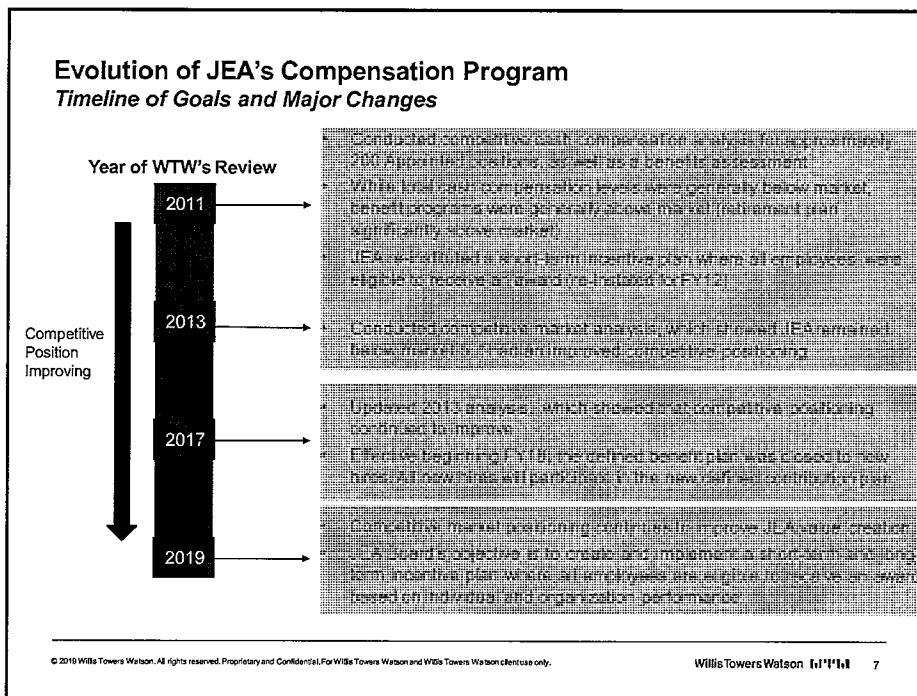 Evolution of JEA's Compensation Program
Timeline of Goals and Major Changes
Year of WTW's Review
2011
2013
2017
2019
Competitive
Position
Improving
Conducted competitive cash compensation analysis for approximately
200 Appointed positions, as well as a benefits assessment
While total cash compensation levels were generally below market,
benefit programs were generally above market (retirement plan
significantly above market)
JEA re-instituted a short-term incentive plan where all employees were
eligible to receive an award (re-instated for FY12)
Conducted competitive market analysis, which showed JEA remained
below market but had an improved competitive positioning
Updated 2013 analysis, which showed that competitive positioning
continued to improve
Effective beginning FY18, the defined benefit plan was closed to new
hires. All new hires will participate in the new defined contribution plan
Competitive market positioning continues to improve JEA value creation
JEA Board's objective is to create and implement a short-term and long-
term incentive plan where all employees are eligible to receive an award
based on individual and organization performance
© 2019 Willis Towers Watson. All rights reserved. Proprietary and Confidential. For Willis Towers Watson and Willis Towers Watson client use only.
WillisTowersWatson
7